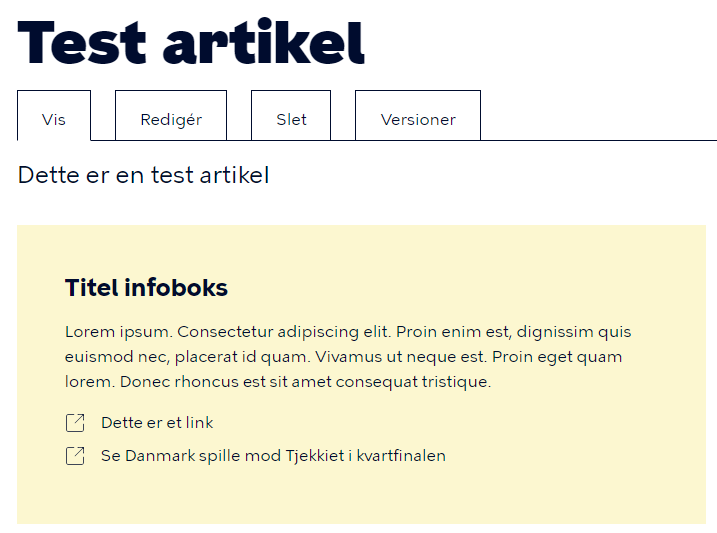 Test artikel
Vis
Redigér
Slet
Versioner
Dette er en test artikel
Titel infoboks
Lorem ipsum. Consectetur adipiscing elit. Proin enim est, dignissim quis
euismod nec, placerat id quam. Vivamus ut neque est. Proin eget quam
lorem. Donec rhoncus est sit amet consequat tristique.
Dette er et link
Se Danmark spille mod Tjekkiet i kvartfinalen